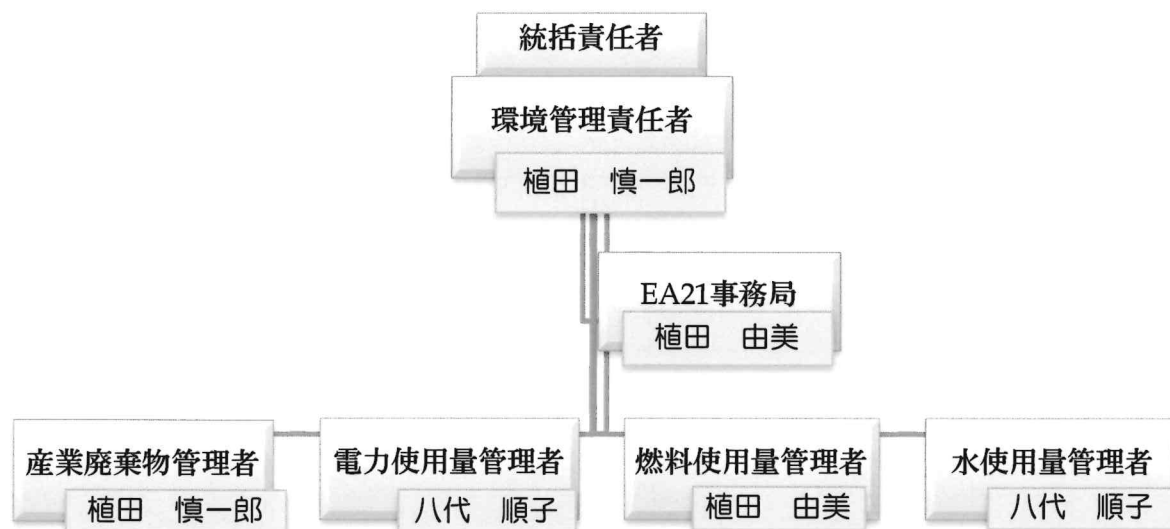 統括責任者
環境管理責任者
植田　慎一郎
EA21事務局
植田　由美
産業廃棄物管理者
植田　慎一郎
電力使用量管理者
八代　順子
燃料使用量管理者
植田　由美
水使用量管理者
八代　順子